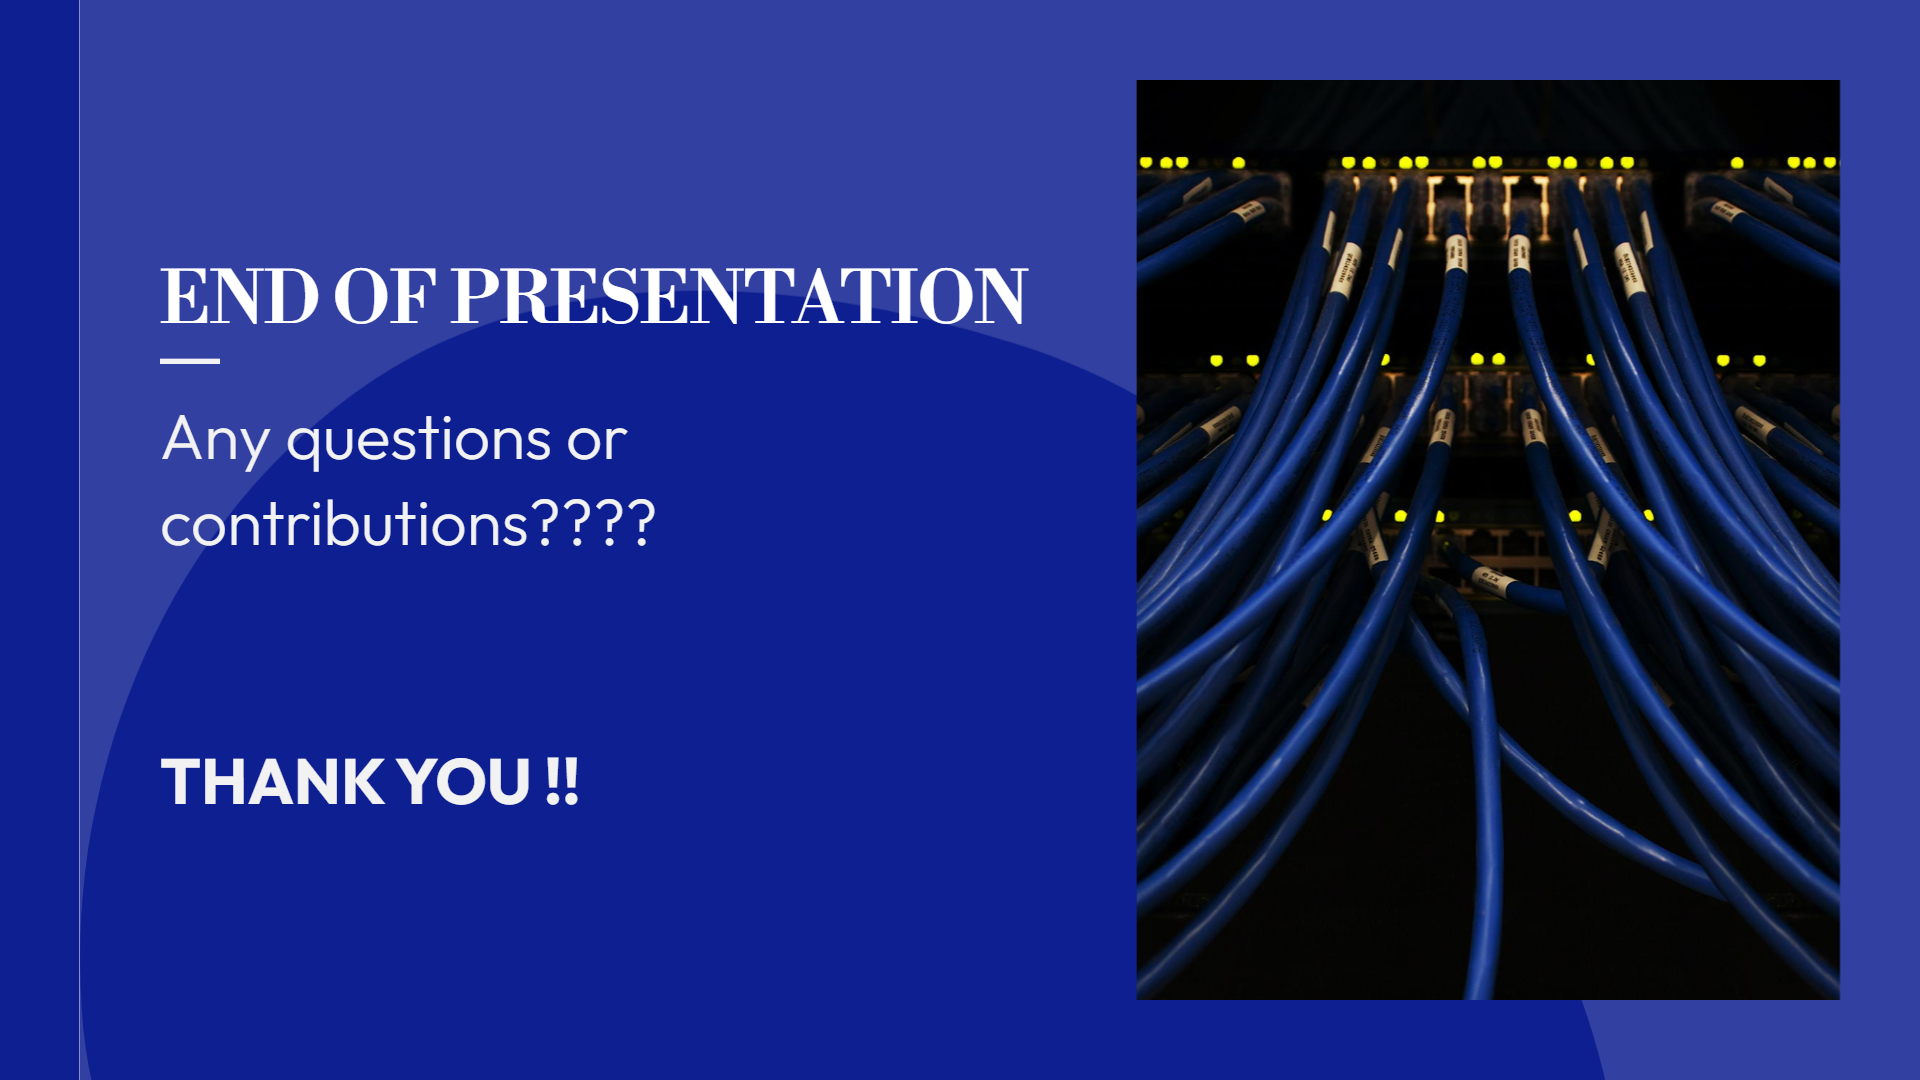 END OF PRESENTATION
Any questions or
contributions????
THANK YOU !!